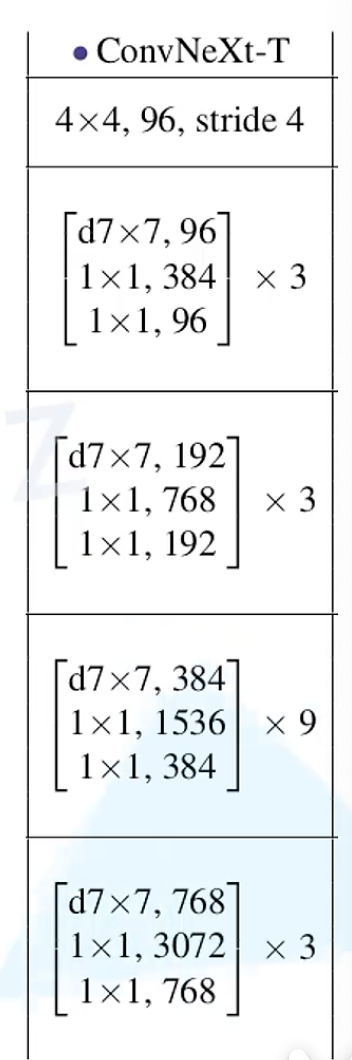 • ConvNeXt-T
4×4, 96, stride 4
d7×7, 96
1×1, 384 × 3
1×1, 96
d7×7, 192
1×1, 768 × 3
1×1, 192
d7×7, 384
1×1, 1536 × 9
1×1, 384
d7×7, 768
1×1, 3072 × 3
1×1, 768